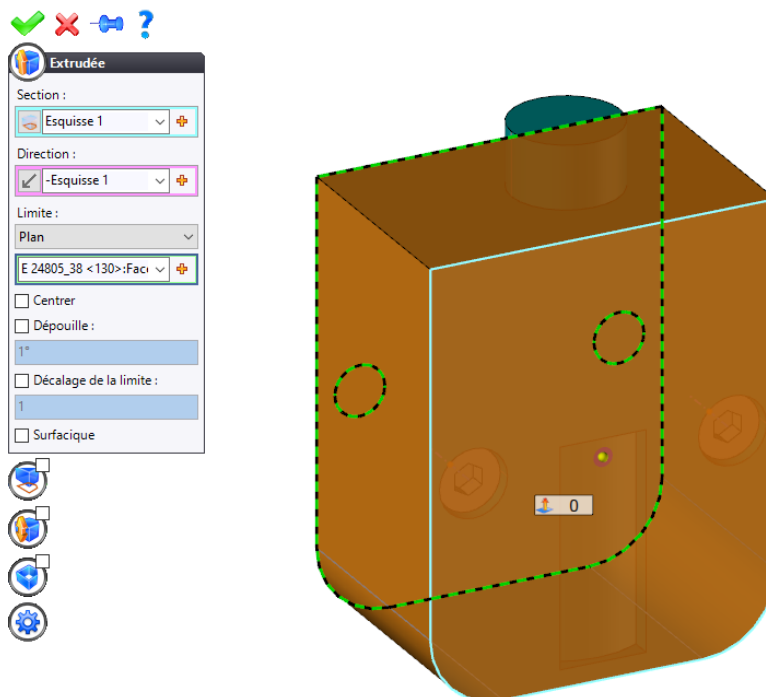 ?
Extrudée
Section :
Esquisse 1
Direction :
-Esquisse 1
Limite :
Plan
E 24805_38 <130>:Fac
Centrer
Dépouille :
1°
Décalage de la limite :
1
Surfacique
0